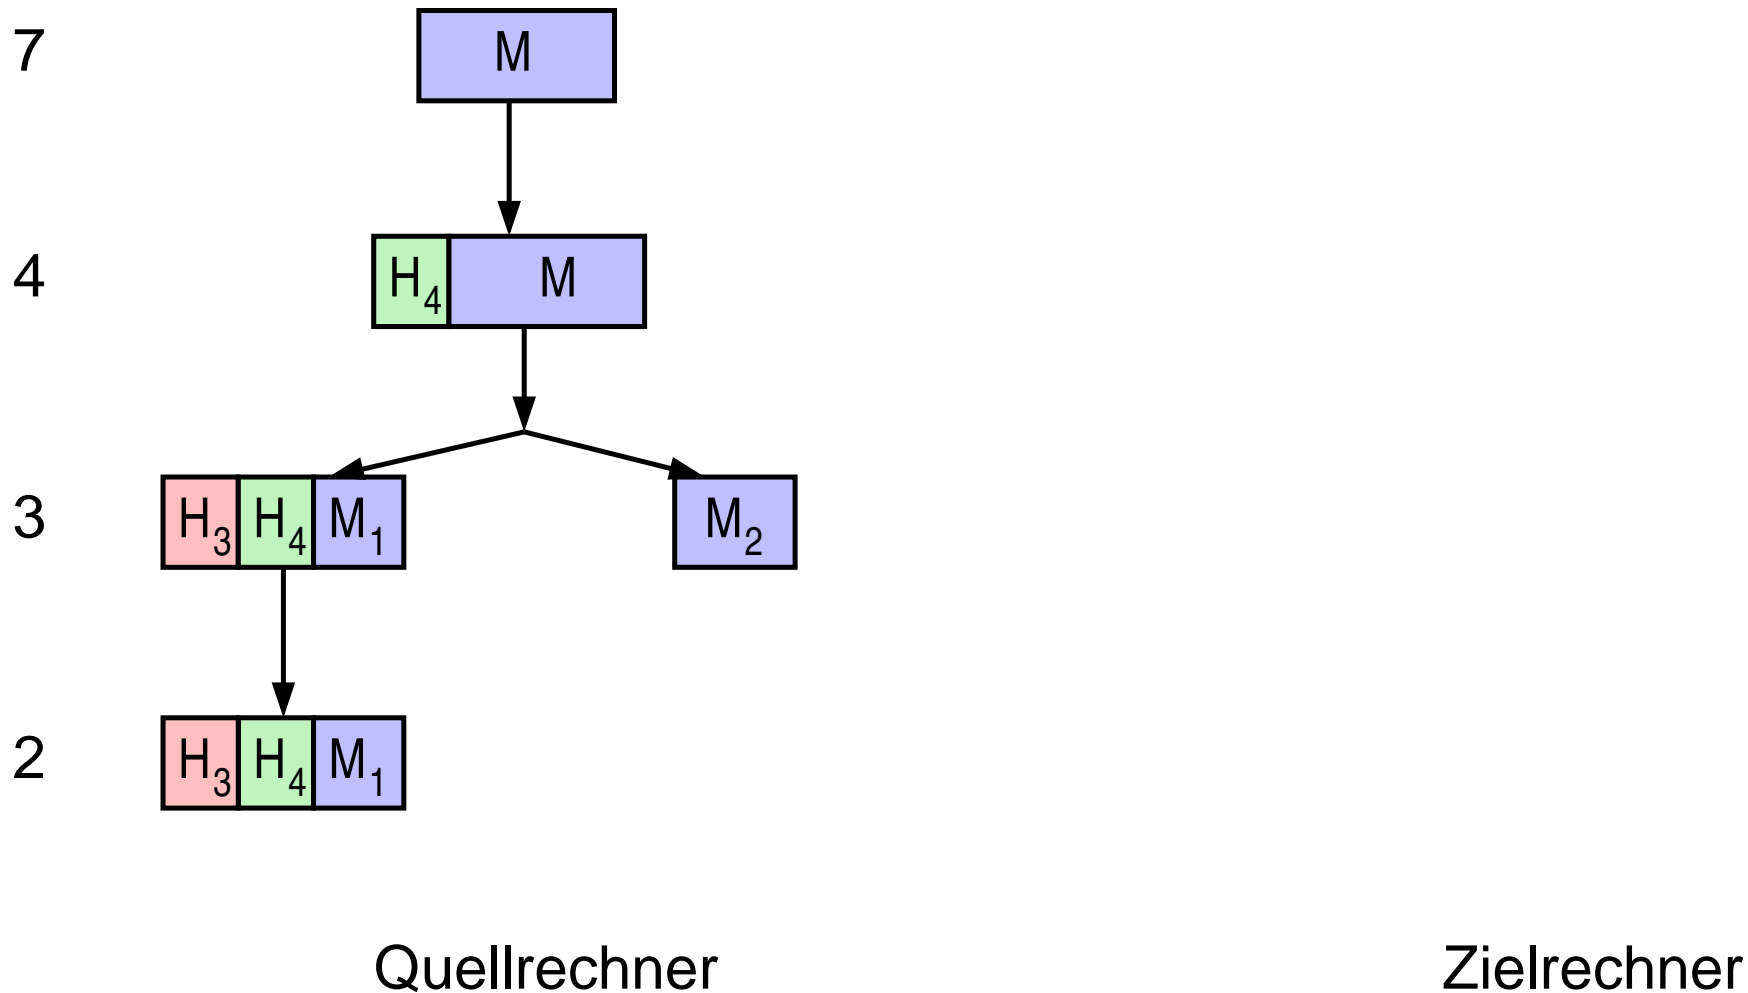 7 M
4 H₄ M
3 H₃ H₄ M₁ M₂
2 H₃ H₄ M₁
Quellrechner Zielrechner